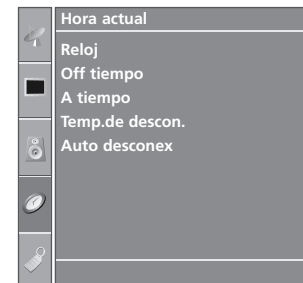 Hora actual
Reloj
Off tiempo
A tiempo
Temp.de descon.
Auto desconex